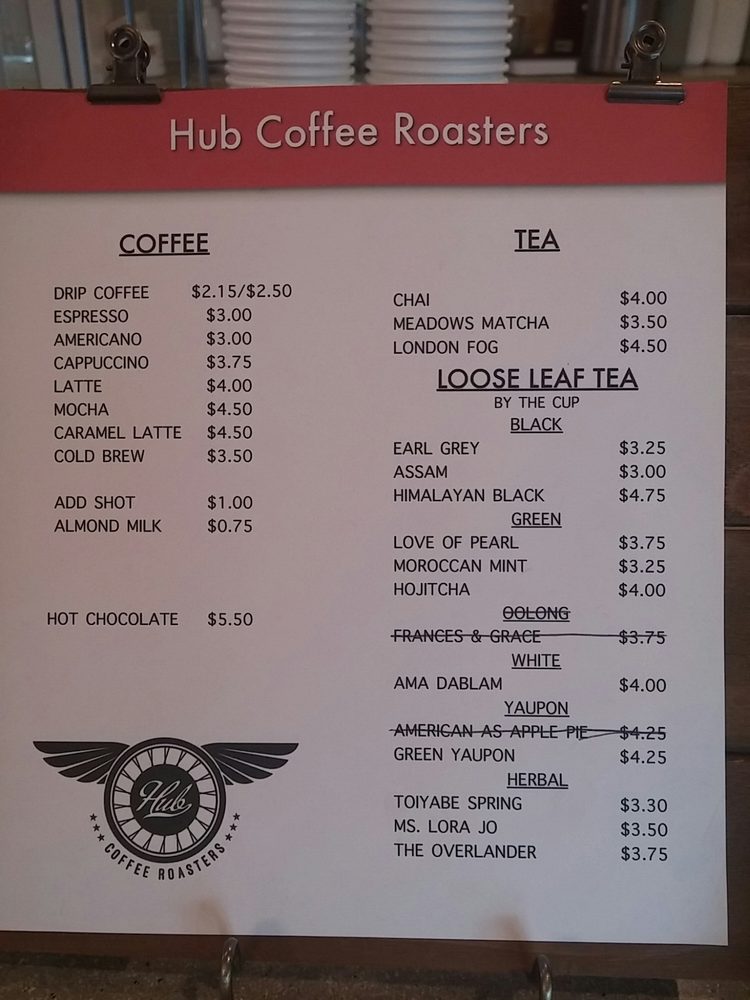 Hub Coffee Roasters
COFFEE
DRIP COFFEE $2.15/$2.50
ESPRESSO $3.00
AMERICANO $3.00
CAPPUCCINO $3.75
LATTE $4.00
MOCHA $4.50
CARAMEL LATTE $4.50
COLD BREW $3.50
ADD SHOT $1.00
ALMOND MILK $0.75
HOT CHOCOLATE $5.50
Hub
COFFEE ROASTERS
TEA
CHAI $4.00
MEADOWS MATCHA $3.50
LONDON FOG $4.50
LOOSE LEAF TEA
BY THE CUP
BLACK
EARL GREY $3.25
ASSAM $3.00
HIMALAYAN BLACK $4.75
GREEN
LOVE OF PEARL $3.75
MOROCCAN MINT $3.25
HOJITCHA $4.00
OOLONG
FRANCES & GRACE $3.75
WHITE
AMA DABLAM $4.00
YAUPON
AMERICAN AS APPLE PIE $4.25
GREEN YAUPON $4.25
HERBAL
TOIYABE SPRING $3.30
MS. LORA JO $3.50
THE OVERLANDER $3.75